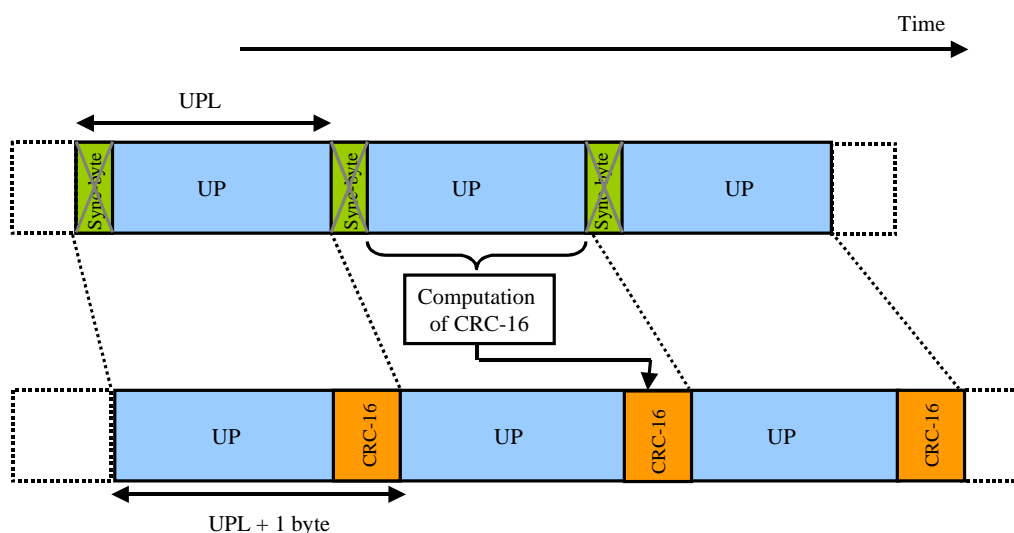 Time
UPL
Sync-byte
UP
Sync-byte
UP
Sync-byte
UP
Computation
of CRC-16
UP
CRC-16
UP
CRC-16
UP
CRC-16
UPL + 1 byte